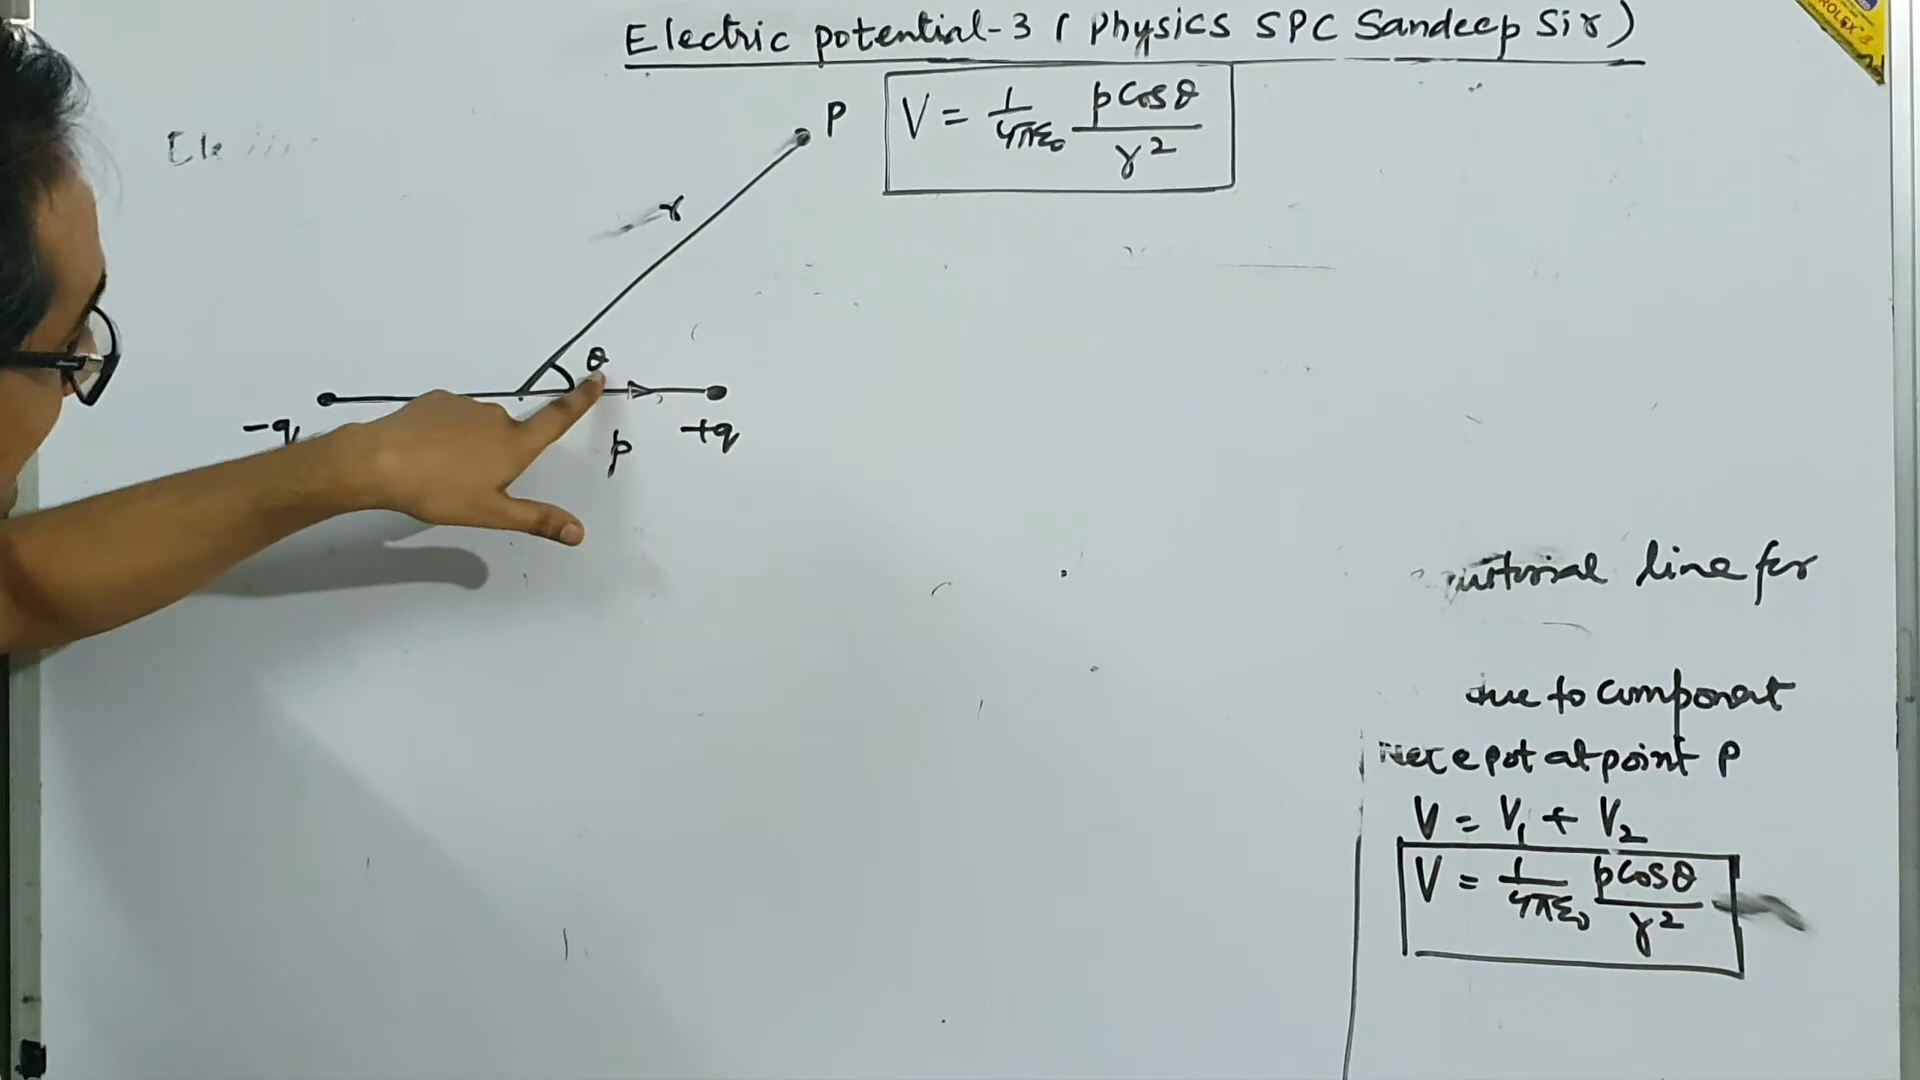 Electric potential-3 (Physics SPC Sandeep Sir)
P
V = 1/4πε₀ pCosθ/r²
r
θ
-q
p
+q
line for
due to component
Net e pot at point P
V = V₁ + V₂
V = 1/4πε₀ pCosθ/r²